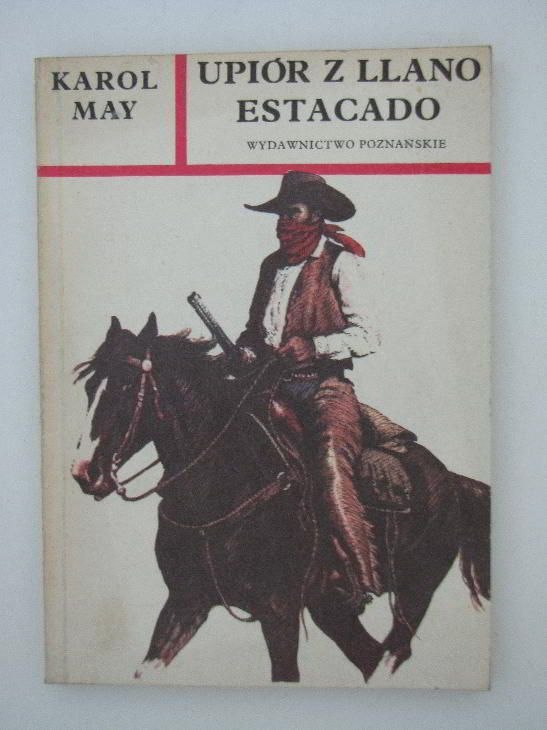 KAROL
MAY
UPIÓR Z LLANO
ESTACADO
WYDAWNICTWO POZNAŃSKIE